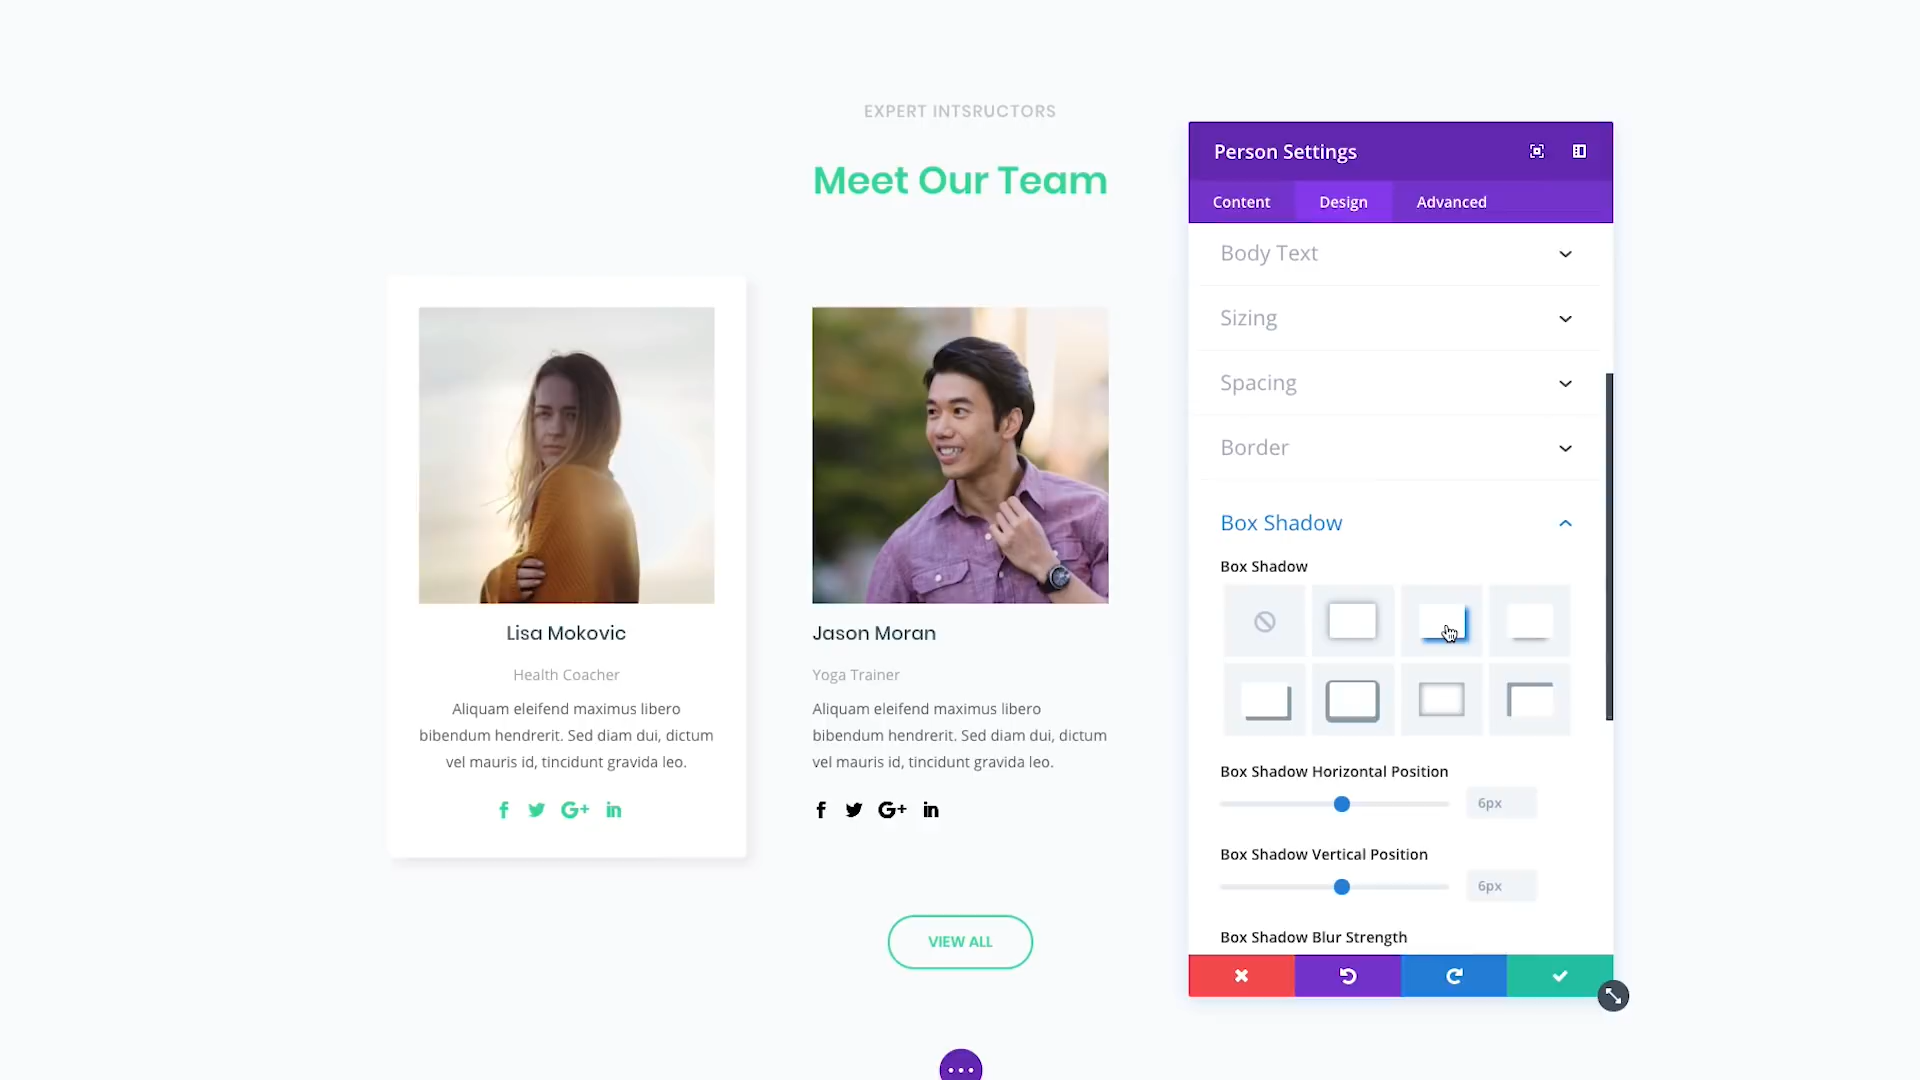 EXPERT INTSRUCTORS
Meet Our Team
Lisa Mokovic
Health Coacher
Aliquam eleifend maximus libero
bibendum hendrerit. Sed diam dui, dictum
vel mauris id, tincidunt gravida leo.
Jason Moran
Yoga Trainer
Aliquam eleifend maximus libero
bibendum hendrerit. Sed diam dui, dictum
vel mauris id, tincidunt gravida leo.
VIEW ALL
Person Settings
Content Design Advanced
Body Text
Sizing
Spacing
Border
Box Shadow
Box Shadow
Box Shadow Horizontal Position
6px
Box Shadow Vertical Position
6px
Box Shadow Blur Strength